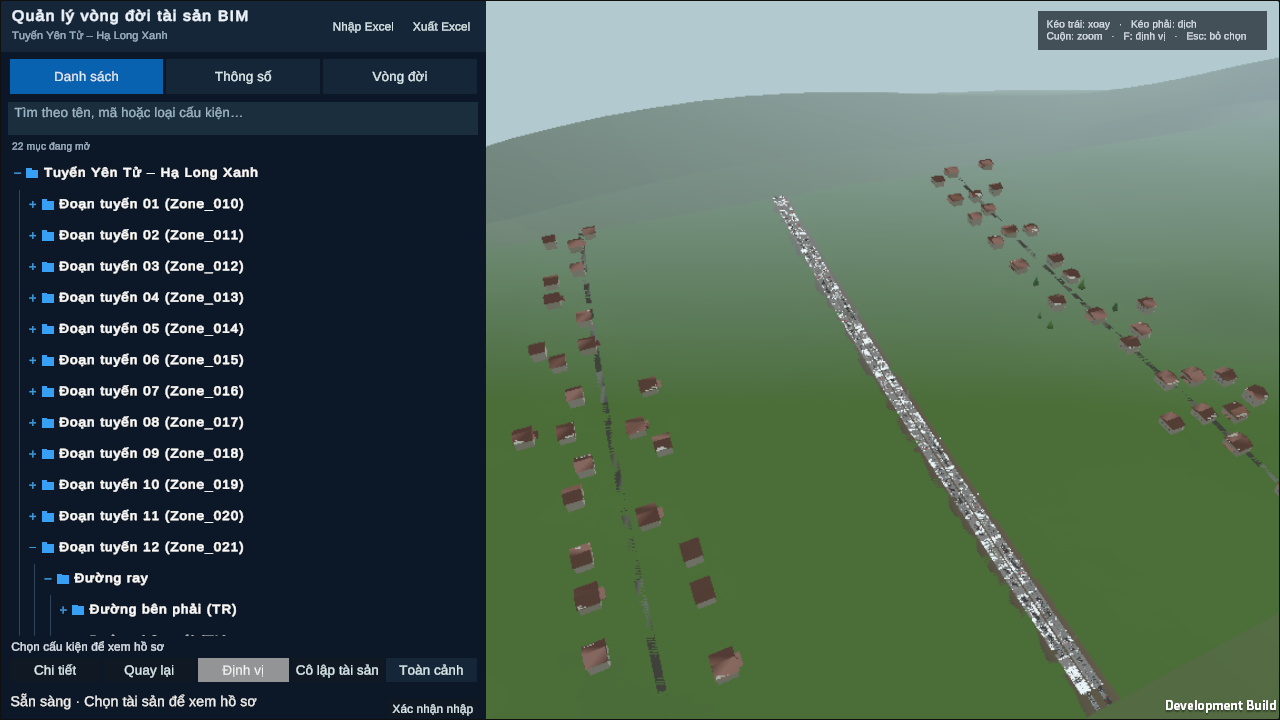 Quản lý vòng đời tài sản BIM
Tuyến Yên Tử – Hạ Long Xanh
Nhập Excel
Xuất Excel
Danh sách
Thông số
Vòng đời
Tìm theo tên, mã hoặc loại cấu kiện...
22 mục đang mở
– Tuyến Yên Tử – Hạ Long Xanh
+ Đoạn tuyến 01 (Zone_010)
+ Đoạn tuyến 02 (Zone_011)
+ Đoạn tuyến 03 (Zone_012)
+ Đoạn tuyến 04 (Zone_013)
+ Đoạn tuyến 05 (Zone_014)
+ Đoạn tuyến 06 (Zone_015)
+ Đoạn tuyến 07 (Zone_016)
+ Đoạn tuyến 08 (Zone_017)
+ Đoạn tuyến 09 (Zone_018)
+ Đoạn tuyến 10 (Zone_019)
+ Đoạn tuyến 11 (Zone_020)
– Đoạn tuyến 12 (Zone_021)
– Đường ray
+ Đường bên phải (TR)
Chọn cấu kiện để xem hồ sơ
Chi tiết
Quay lại
Định vị
Cô lập tài sản
Toàn cảnh
Sẵn sàng · Chọn tài sản để xem hồ sơ
Xác nhận nhập
Kéo trái: xoay · Kéo phải: dịch
Cuộn: zoom · F: định vị · Esc: bỏ chọn
Development Build